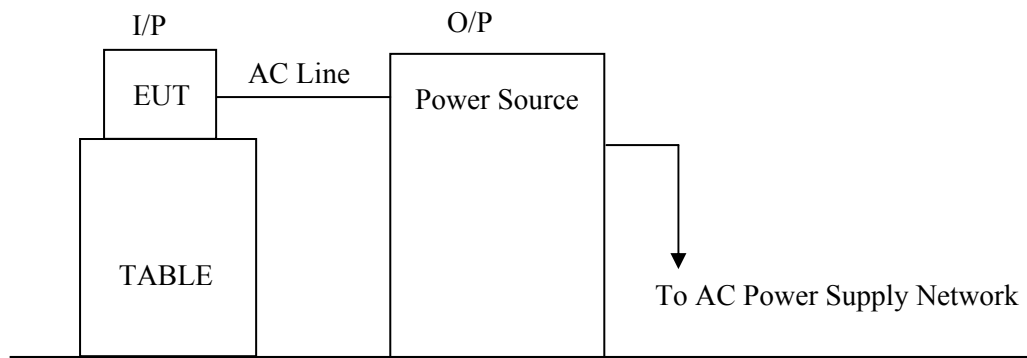 I/P
O/P
AC Line
EUT
Power Source
TABLE
To AC Power Supply Network